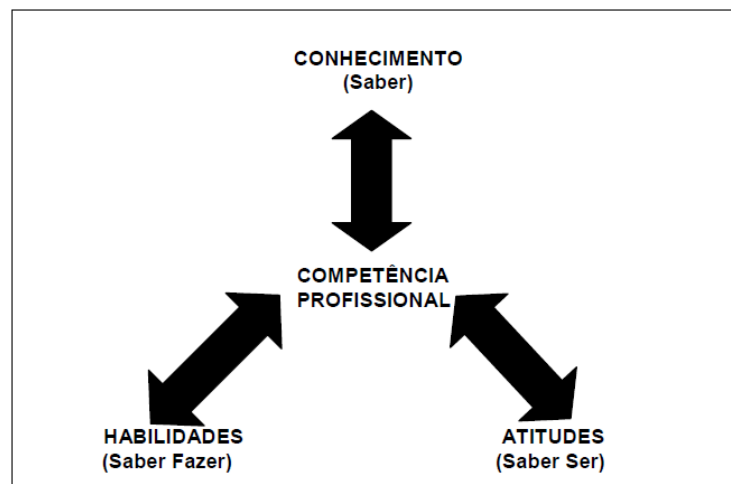 CONHECIMENTO
(Saber)
COMPETÊNCIA
PROFISSIONAL
HABILIDADES
(Saber Fazer)
ATITUDES
(Saber Ser)